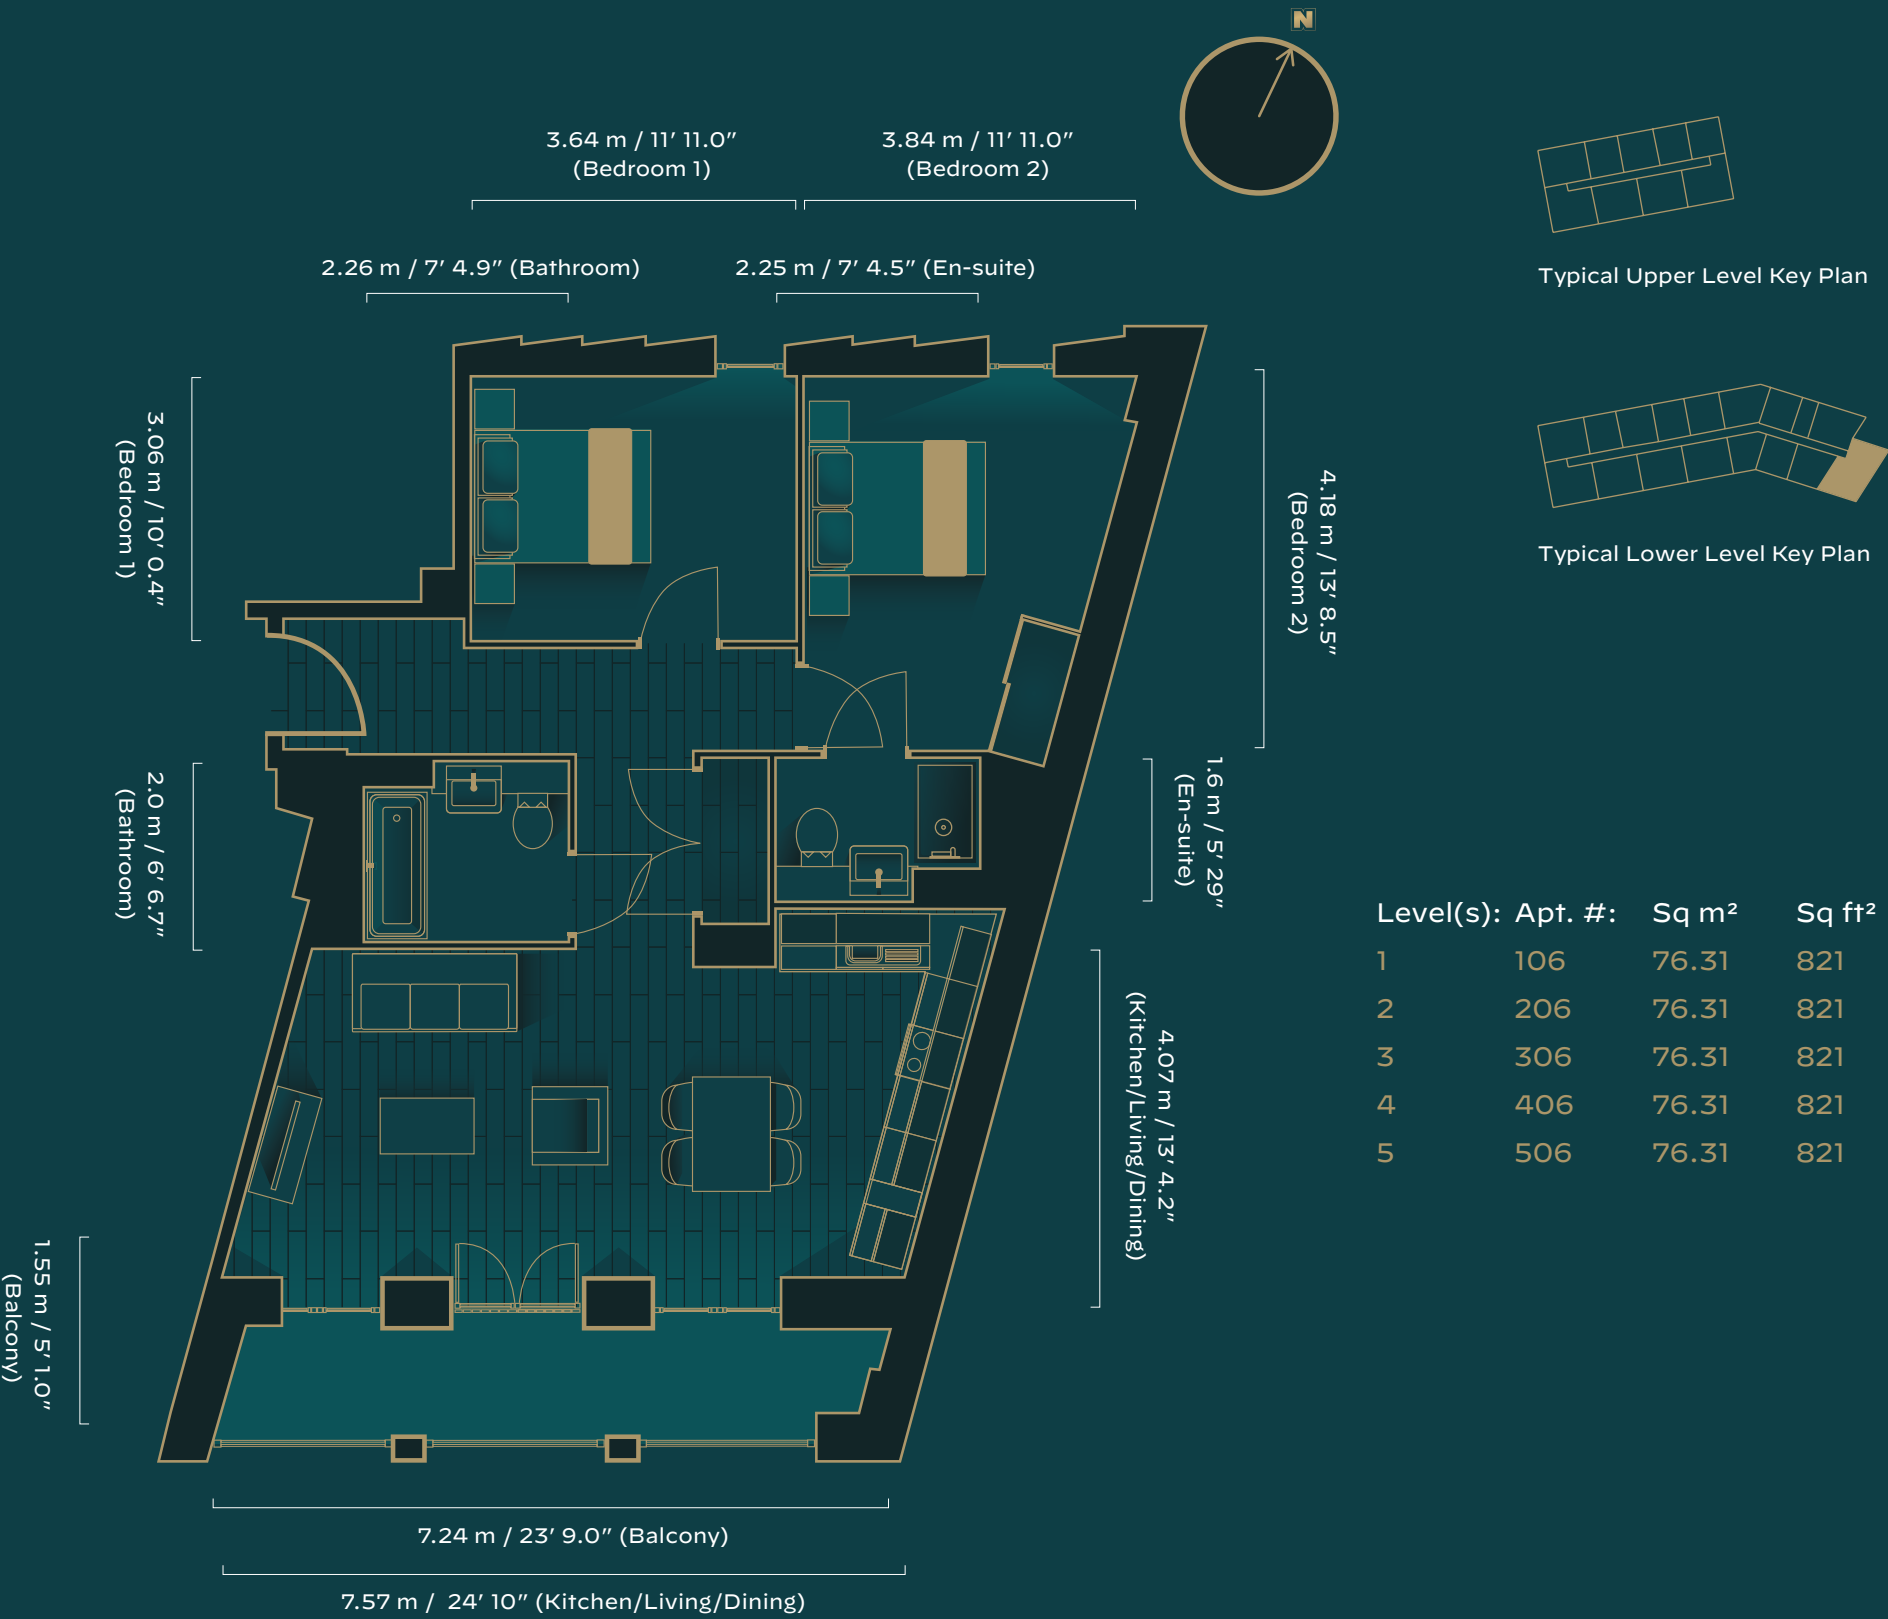 N
3.64 m / 11′ 11.0″
(Bedroom 1)
3.84 m / 11′ 11.0″
(Bedroom 2)
2.26 m / 7′ 4.9″ (Bathroom)
2.25 m / 7′ 4.5″ (En-suite)
Typical Upper Level Key Plan
Typical Lower Level Key Plan
3.06 m / 10′ 0.4″
(Bedroom 1)
4.18 m / 13′ 8.5″
(Bedroom 2)
2.0 m / 6′ 6.7″
(Bathroom)
1.6 m / 5′ 29″
(En-suite)
4.07 m / 13′ 4.2″
(Kitchen/Living/Dining)
1.55 m / 5′ 1.0″
(Balcony)
Level(s): Apt. #: Sq m² Sq ft²
1 106 76.31 821
2 206 76.31 821
3 306 76.31 821
4 406 76.31 821
5 506 76.31 821
7.24 m / 23′ 9.0″ (Balcony)
7.57 m / 24′ 10″ (Kitchen/Living/Dining)